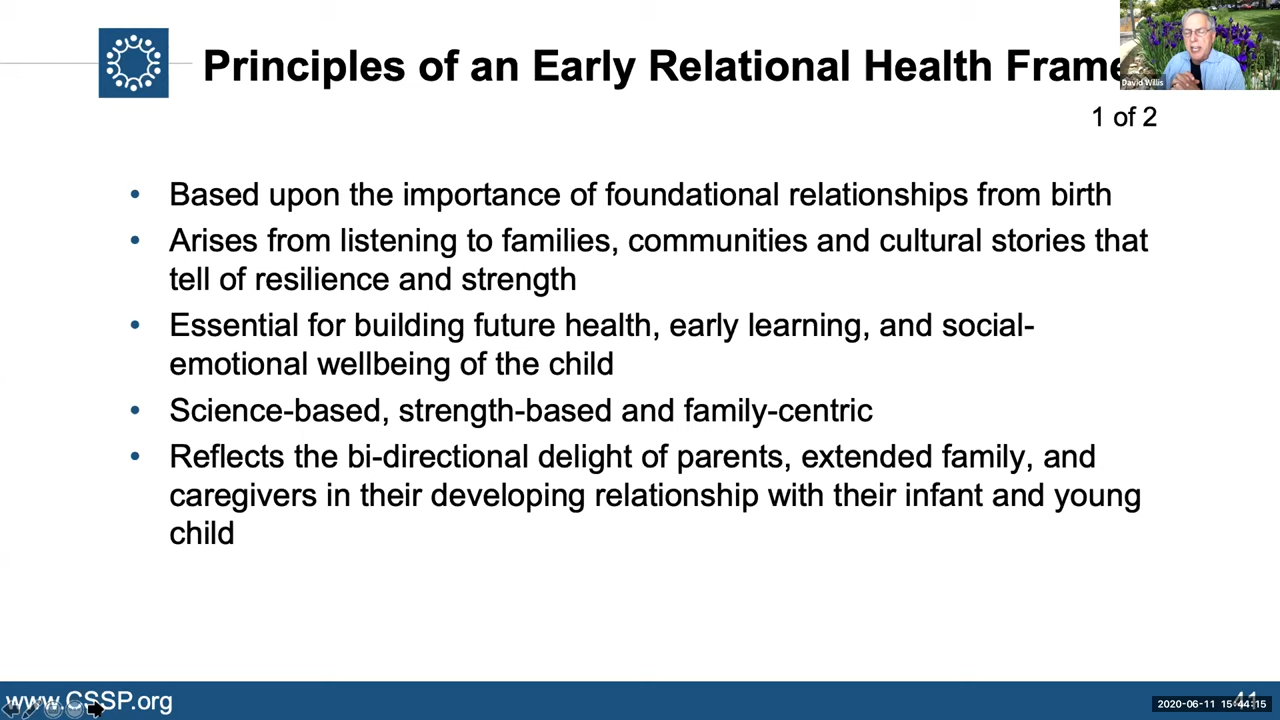 Principles of an Early Relational Health Frame
David Willis
1 of 2
• Based upon the importance of foundational relationships from birth
• Arises from listening to families, communities and cultural stories that
tell of resilience and strength
• Essential for building future health, early learning, and social-
emotional wellbeing of the child
• Science-based, strength-based and family-centric
• Reflects the bi-directional delight of parents, extended family, and
caregivers in their developing relationship with their infant and young
child
www.CSSP.org
41
2020-06-11 15:44:15